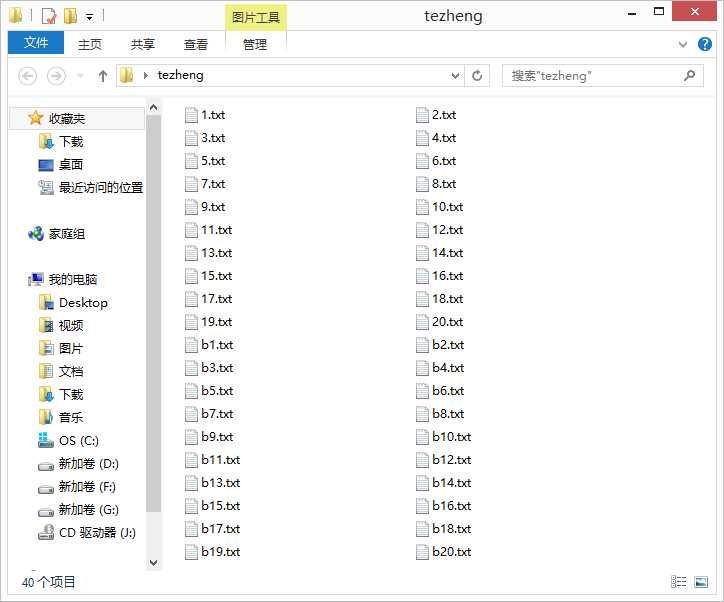 图片工具
tezheng
文件
主页
共享
查看
管理
tezheng
搜索"tezheng"
收藏夹
下载
桌面
最近访问的位置
家庭组
我的电脑
Desktop
视频
图片
文档
下载
音乐
OS (C:)
新加卷 (D:)
新加卷 (F:)
新加卷 (G:)
CD 驱动器 (J:)
1.txt 2.txt
3.txt 4.txt
5.txt 6.txt
7.txt 8.txt
9.txt 10.txt
11.txt 12.txt
13.txt 14.txt
15.txt 16.txt
17.txt 18.txt
19.txt 20.txt
b1.txt b2.txt
b3.txt b4.txt
b5.txt b6.txt
b7.txt b8.txt
b9.txt b10.txt
b11.txt b12.txt
b13.txt b14.txt
b15.txt b16.txt
b17.txt b18.txt
b19.txt b20.txt
40 个项目